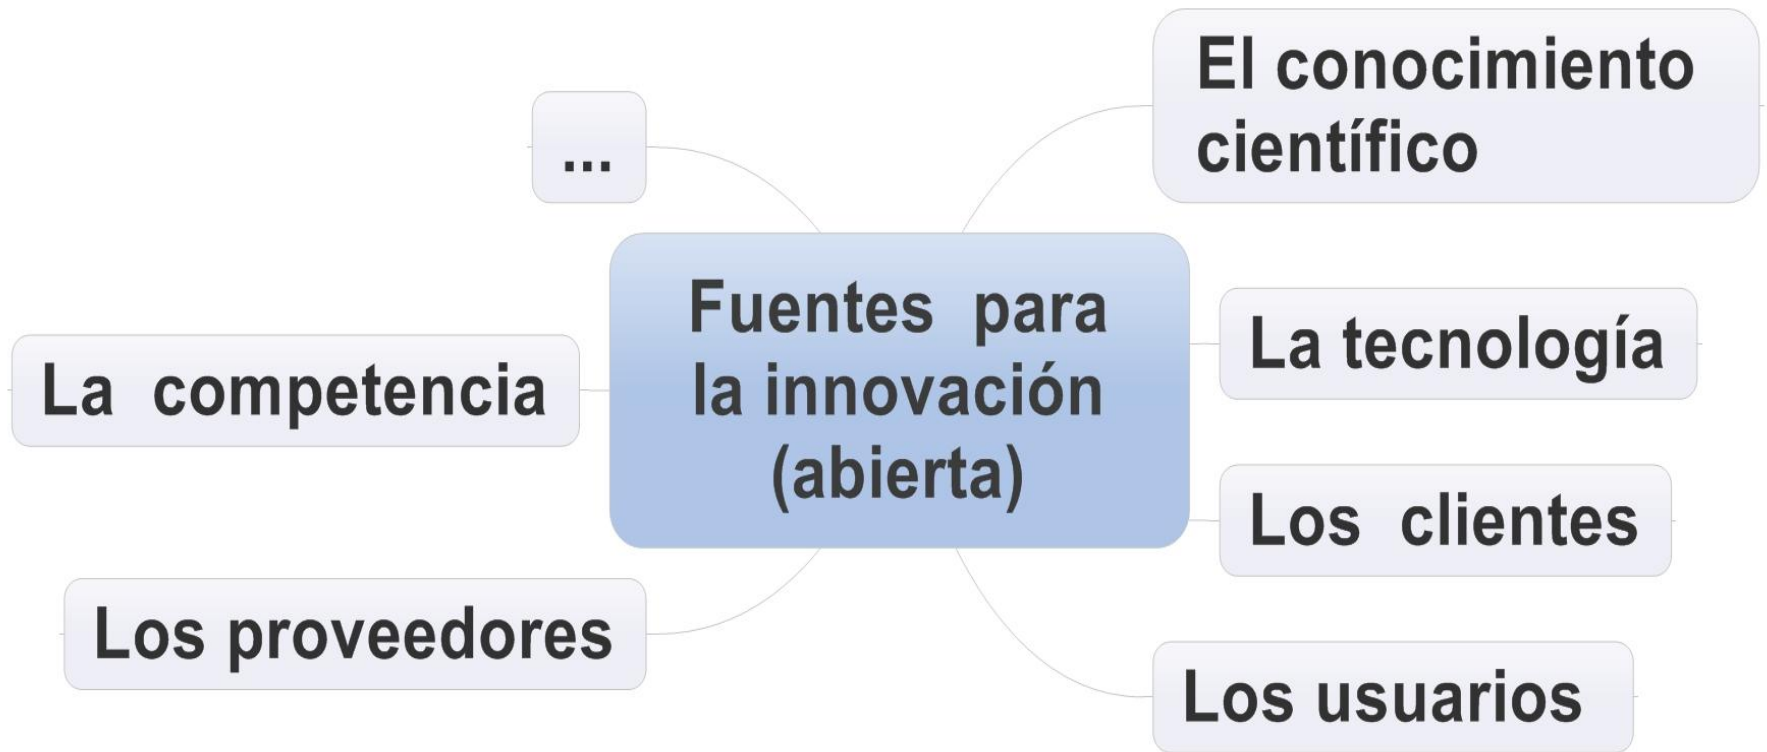 El conocimiento
científico
...
Fuentes para
la innovación
(abierta)
La tecnología
La competencia
Los clientes
Los proveedores
Los usuarios